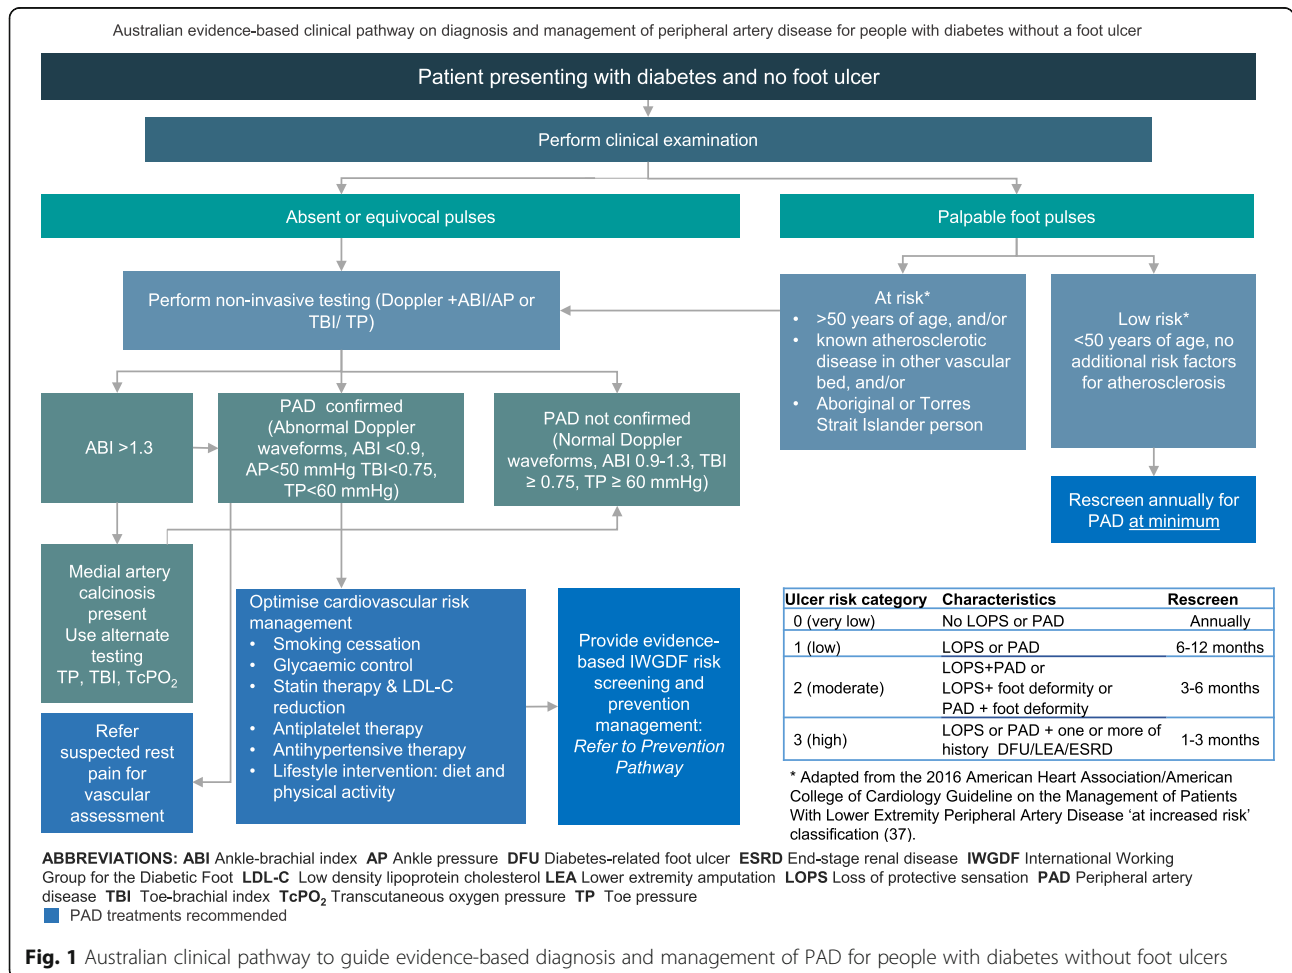 Australian evidence-based clinical pathway on diagnosis and management of peripheral artery disease for people with diabetes without a foot ulcer
Patient presenting with diabetes and no foot ulcer
Perform clinical examination
Absent or equivocal pulses
Palpable foot pulses
Perform non-invasive testing (Doppler +ABI/AP or
TBI/ TP)
At risk*
• >50 years of age, and/or
• known atherosclerotic
disease in other vascular
bed, and/or
• Aboriginal or Torres
Strait Islander person
Low risk*
<50 years of age, no
additional risk factors
for atherosclerosis
ABI >1.3
PAD confirmed
(Abnormal Doppler
waveforms, ABI <0.9,
AP<50 mmHg TBI<0.75,
TP<60 mmHg)
PAD not confirmed
(Normal Doppler
waveforms, ABI 0.9-1.3, TBI
≥ 0.75, TP ≥ 60 mmHg)
Rescreen annually for
PAD at minimum
Medial artery
calcinosis
present
Use alternate
testing
TP, TBI, TcPO₂
Refer
suspected rest
pain for
vascular
assessment
Optimise cardiovascular risk
management
• Smoking cessation
• Glycaemic control
• Statin therapy & LDL-C
reduction
• Antiplatelet therapy
• Antihypertensive therapy
• Lifestyle intervention: diet and
physical activity
Provide evidence-
based IWGDF risk
screening and
prevention
management:
Refer to Prevention
Pathway
Ulcer risk category Characteristics Rescreen
0 (very low) No LOPS or PAD Annually
1 (low) LOPS or PAD 6-12 months
2 (moderate) LOPS+PAD or
LOPS+ foot deformity or
PAD + foot deformity 3-6 months
3 (high) LOPS or PAD + one or more of
history DFU/LEA/ESRD 1-3 months
* Adapted from the 2016 American Heart Association/American
College of Cardiology Guideline on the Management of Patients
With Lower Extremity Peripheral Artery Disease ‘at increased risk’
classification (37).
ABBREVIATIONS: ABI Ankle-brachial index AP Ankle pressure DFU Diabetes-related foot ulcer ESRD End-stage renal disease IWGDF International Working
Group for the Diabetic Foot LDL-C Low density lipoprotein cholesterol LEA Lower extremity amputation LOPS Loss of protective sensation PAD Peripheral artery
disease TBI Toe-brachial index TcPO₂ Transcutaneous oxygen pressure TP Toe pressure
PAD treatments recommended
Fig. 1 Australian clinical pathway to guide evidence-based diagnosis and management of PAD for people with diabetes without foot ulcers